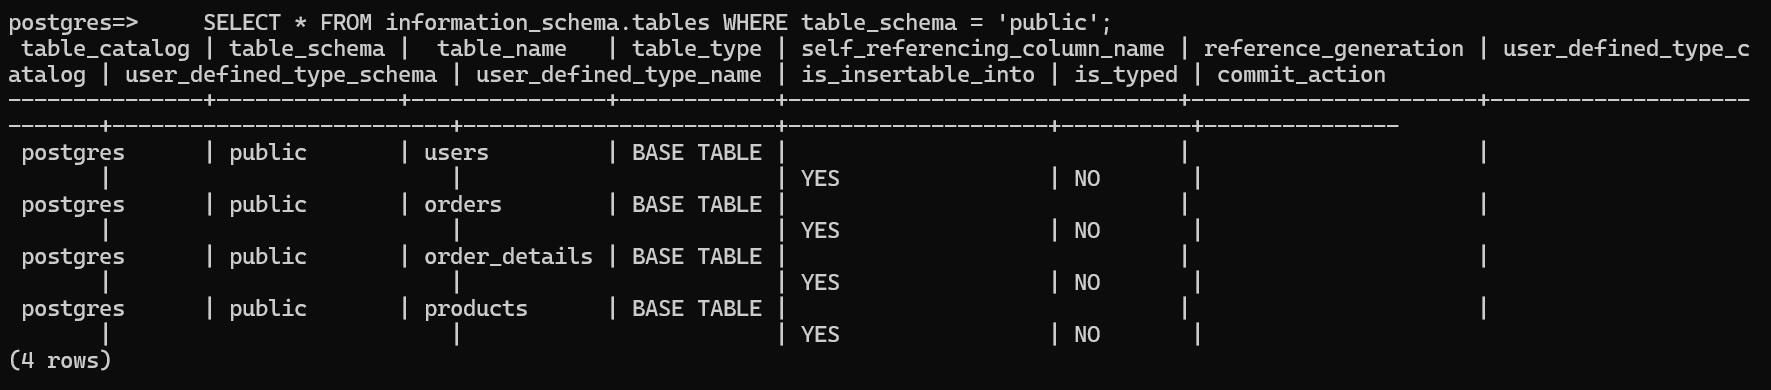 postgres=>     SELECT * FROM information_schema.tables WHERE table_schema = 'public';
 table_catalog | table_schema |  table_name   | table_type | self_referencing_column_name | reference_generation | user_defined_type_c
atalog | user_defined_type_schema | user_defined_type_name | is_insertable_into | is_typed | commit_action
---------------+--------------+---------------+------------+------------------------------+----------------------+--------------------
-------+--------------------------+------------------------+--------------------+----------+---------------
 postgres      | public       | users         | BASE TABLE |                              |                      |
       |                          |                        | YES                | NO       |
 postgres      | public       | orders        | BASE TABLE |                              |                      |
       |                          |                        | YES                | NO       |
 postgres      | public       | order_details | BASE TABLE |                              |                      |
       |                          |                        | YES                | NO       |
 postgres      | public       | products      | BASE TABLE |                              |                      |
       |                          |                        | YES                | NO       |
(4 rows)